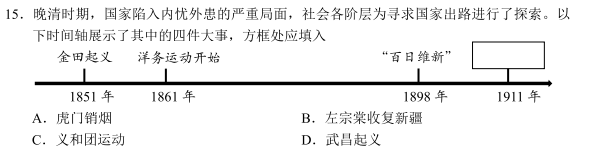 15．晚清时期，国家陷入内忧外患的严重局面，社会各阶层为寻求国家出路进行了探索。以
下时间轴展示了其中的四件大事，方框处应填入
金田起义 洋务运动开始 “百日维新”
1851 年 1861 年 1898 年 1911 年
A．虎门销烟 B．左宗棠收复新疆
C．义和团运动 D．武昌起义